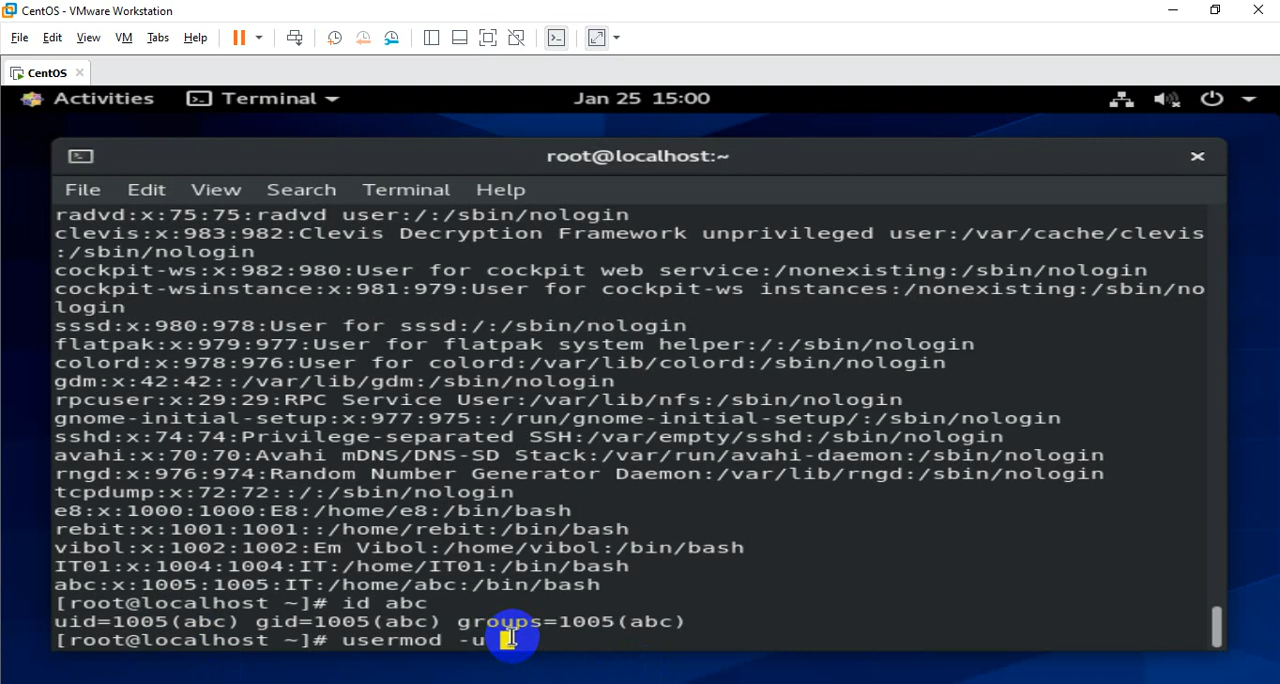 CentOS - VMware Workstation
File Edit View VM Tabs Help
CentOS
Activities Terminal Jan 25 15:00
root@localhost:~
File Edit View Search Terminal Help
radvd:x:75:75:radvd user:/:/sbin/nologin
clevis:x:983:982:Clevis Decryption Framework unprivileged user:/var/cache/clevis
:/sbin/nologin
cockpit-ws:x:982:980:User for cockpit web service:/nonexisting:/sbin/nologin
cockpit-wsinstance:x:981:979:User for cockpit-ws instances:/nonexisting:/sbin/no
login
sssd:x:980:978:User for sssd:/:/sbin/nologin
flatpak:x:979:977:User for flatpak system helper:/:/sbin/nologin
colord:x:978:976:User for colord:/var/lib/colord:/sbin/nologin
gdm:x:42:42::/var/lib/gdm:/sbin/nologin
rpcuser:x:29:29:RPC Service User:/var/lib/nfs:/sbin/nologin
gnome-initial-setup:x:977:975::/run/gnome-initial-setup/:/sbin/nologin
sshd:x:74:74:Privilege-separated SSH:/var/empty/sshd:/sbin/nologin
avahi:x:70:70:Avahi mDNS/DNS-SD Stack:/var/run/avahi-daemon:/sbin/nologin
rngd:x:976:974:Random Number Generator Daemon:/var/lib/rngd:/sbin/nologin
tcpdump:x:72:72::/:/sbin/nologin
e8:x:1000:1000:E8:/home/e8:/bin/bash
rebit:x:1001:1001::/home/rebit:/bin/bash
vibol:x:1002:1002:Em Vibol:/home/vibol:/bin/bash
IT01:x:1004:1004:IT:/home/IT01:/bin/bash
abc:x:1005:1005:IT:/home/abc:/bin/bash
[root@localhost ~]# id abc
uid=1005(abc) gid=1005(abc) groups=1005(abc)
[root@localhost ~]# usermod -u